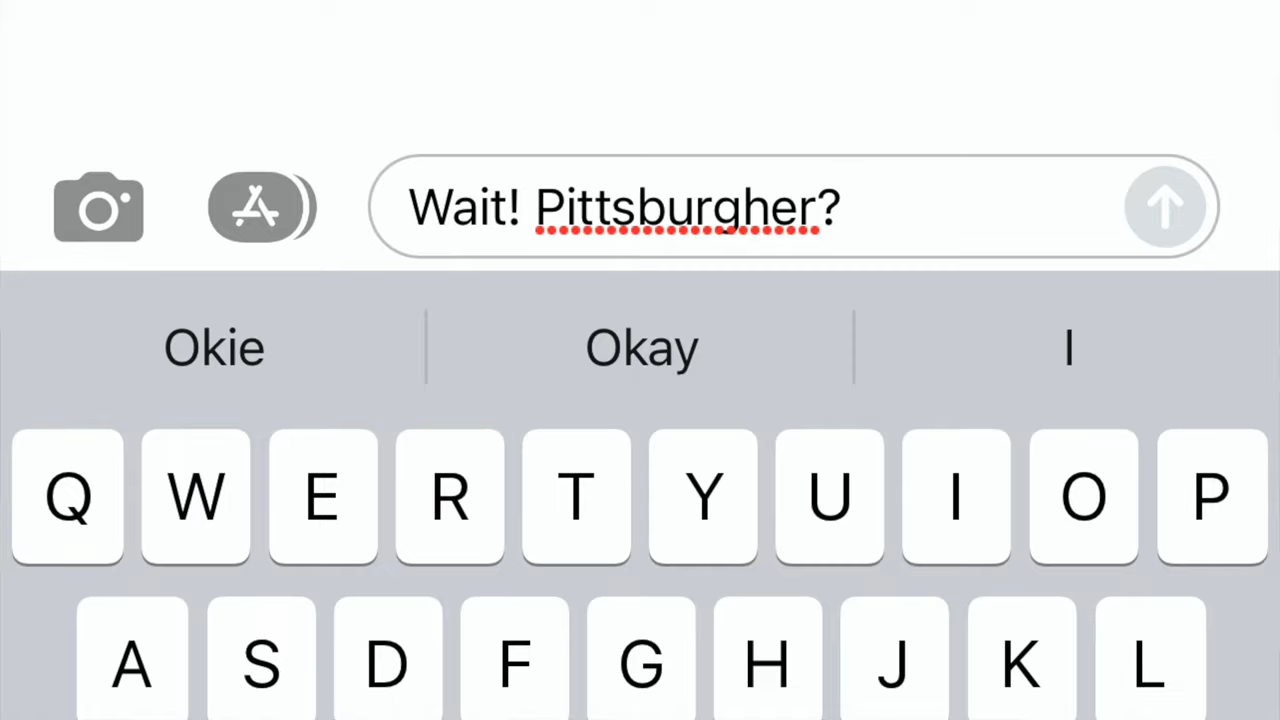 Wait! Pittsburgher?
Okie Okay I
Q W E R T Y U I O P
A S D F G H J K L